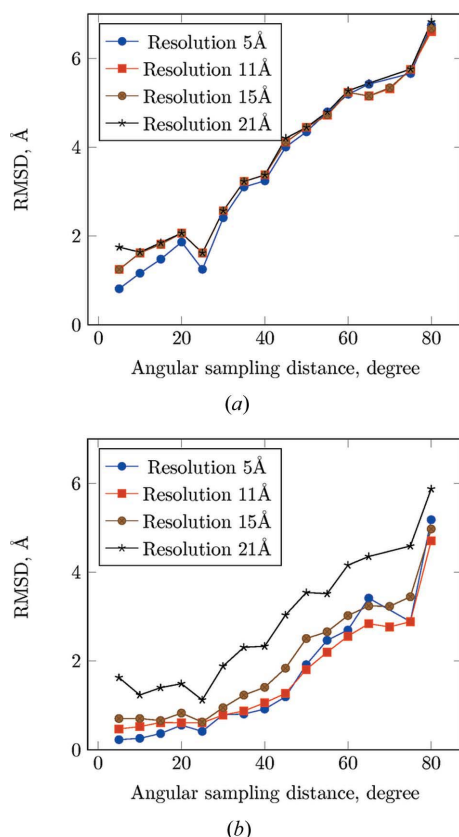 Resolution 5Å
Resolution 11Å
Resolution 15Å
Resolution 21Å
6
4
2
0
RMSD, Å
0 20 40 60 80
Angular sampling distance, degree
(a)
Resolution 5Å
Resolution 11Å
Resolution 15Å
Resolution 21Å
6
4
2
0
RMSD, Å
0 20 40 60 80
Angular sampling distance, degree
(b)